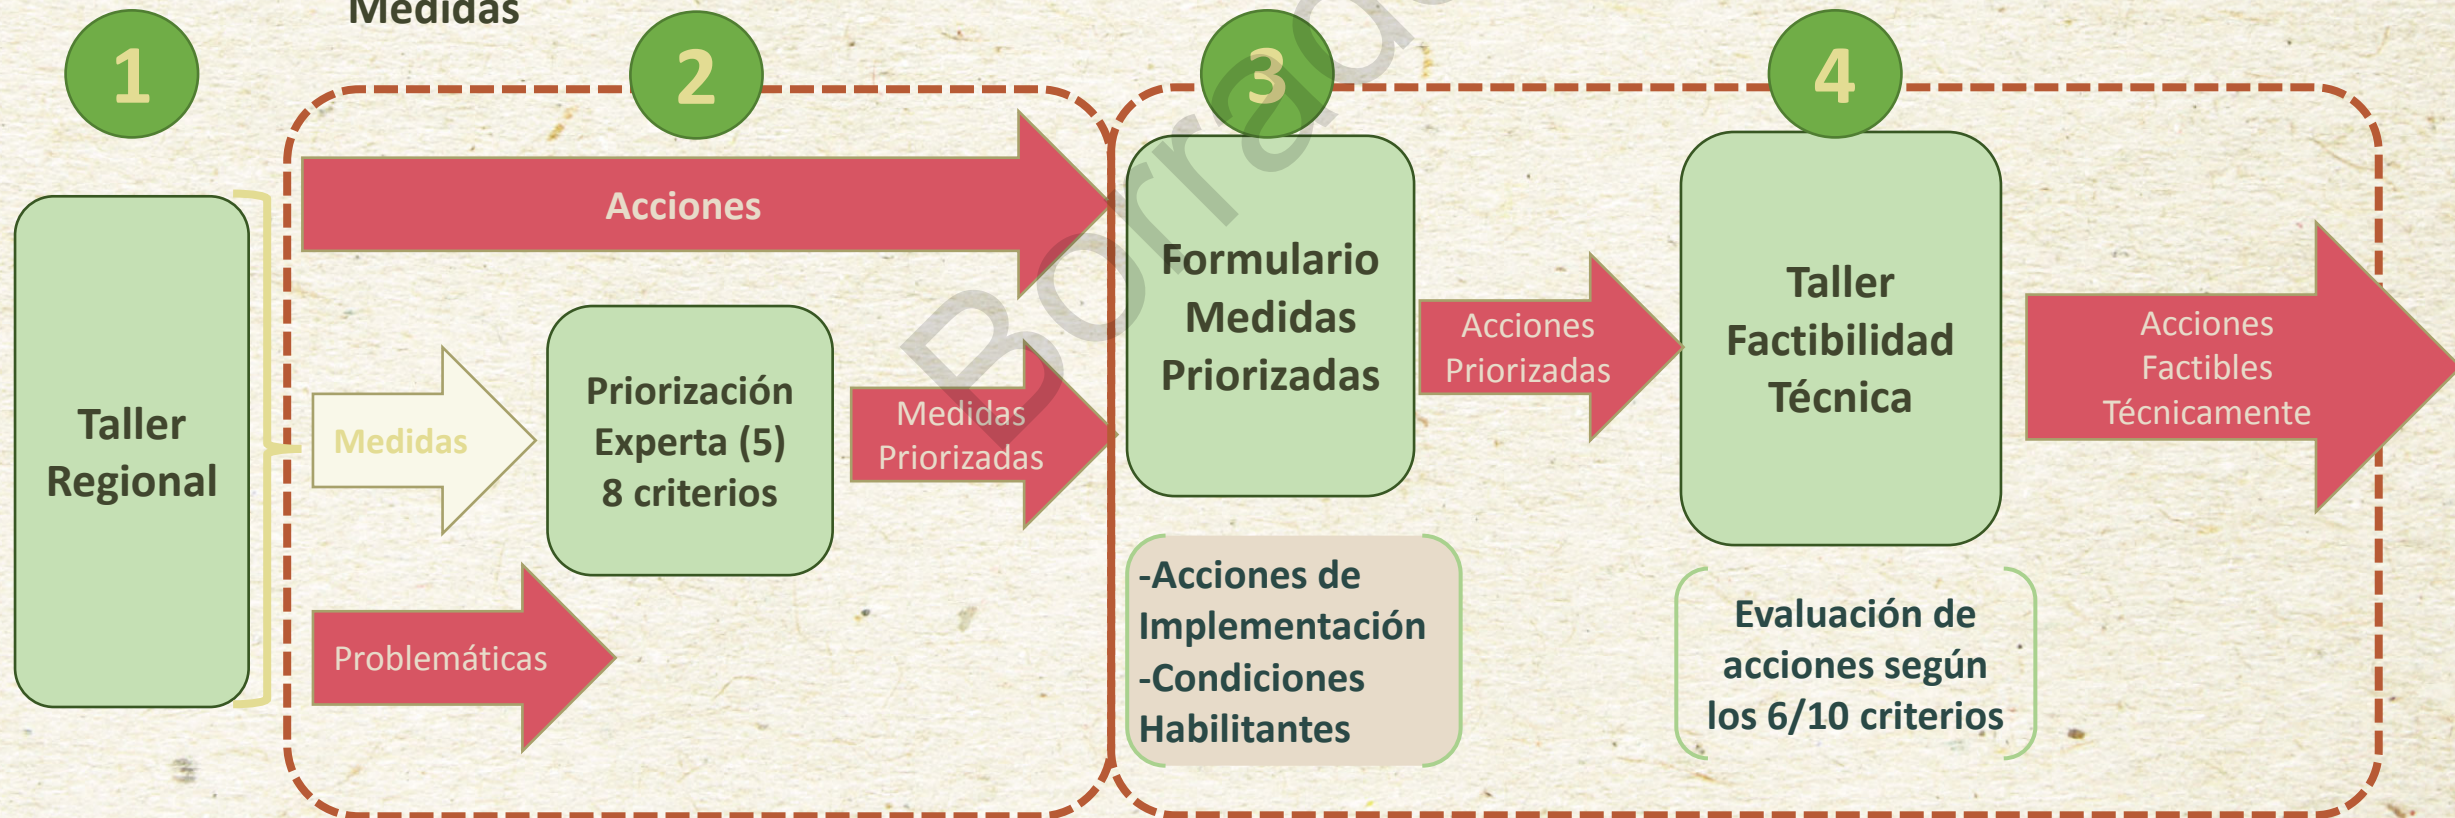 Medidas
1
2
3
4
Taller
Regional
Acciones
Medidas
Problemáticas
Priorización
Experta (5)
8 criterios
Medidas
Priorizadas
Formulario
Medidas
Priorizadas
-Acciones de
Implementación
-Condiciones
Habilitantes
Acciones
Priorizadas
Taller
Factibilidad
Técnica
Evaluación de
acciones según
los 6/10 criterios
Acciones
Factibles
Técnicamente